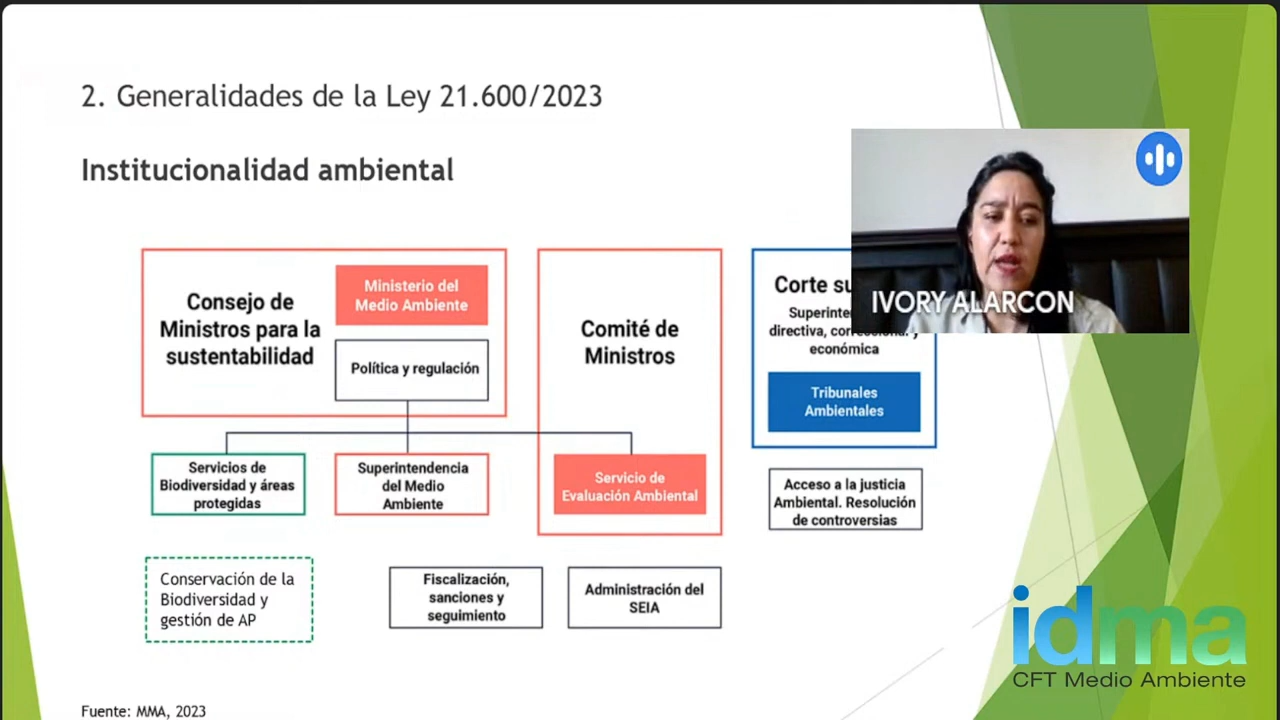 2. Generalidades de la Ley 21.600/2023
Institucionalidad ambiental
Consejo de
Ministros para la
sustentabilidad
Ministerio del
Medio Ambiente
Política y regulación
Comité de
Ministros
Corte
directiva,
económica
Tribunales
Ambientales
IVORY ALARCON
Servicios de
Biodiversidad y áreas
protegidas
Superintendencia
del Medio
Ambiente
Servicio de
Evaluación Ambiental
Acceso a la justicia
Ambiental. Resolución
de controversias
Conservación de la
Biodiversidad y
gestión de AP
Fiscalización,
sanciones y
seguimiento
Administración del
SEIA
idma
CFT Medio Ambiente
Fuente: MMA, 2023